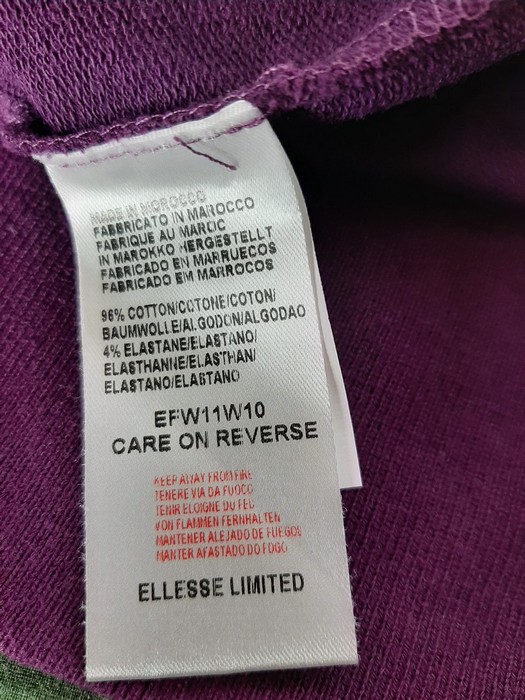 MADE IN MOROCCO
FABBRICATO IN MAROCCO
FABRIQUE AU MAROC
IN MAROKKO HERGESTELLT
FABRICADO EN MARRUECOS
FABRICADO EM MARROCOS
96% COTTON/COTONE/COTON/
BAUMWOLLE/ALGODON/ALGODAO
4% ELASTANE/ELASTANO/
ELASTHANNE/ELASTHAN/
ELASTANO/ELASTANO
EFW11W10
CARE ON REVERSE
KEEP AWAY FROM FIRE
TENERE VIA DA FUOCO
TENIR ELOIGNE DU FEU
VON FLAMMEN FERNHALTEN
MANTENER ALEJADO DE FUEGO
MANTER AFASTADO DO FOGO
ELLESSE LIMITED